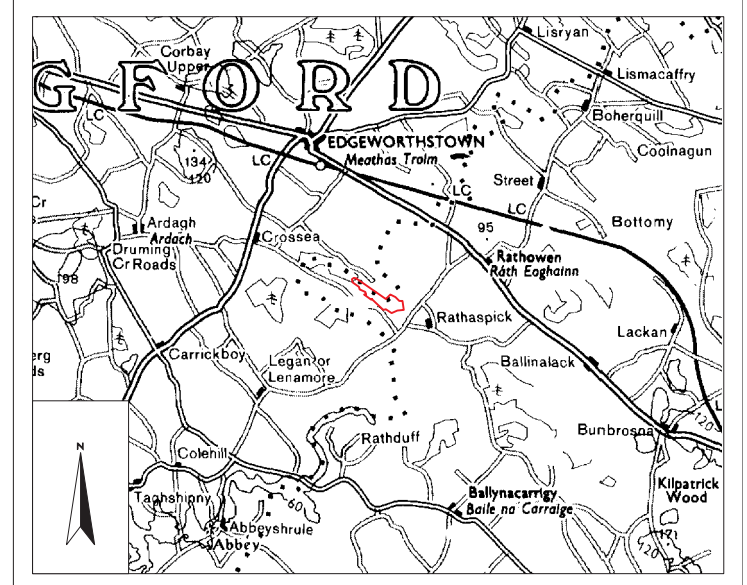 Lisryan
Corbay
Upper
Lismacaffry
GFORD
LC
Boherquill
EDGEWORTHSTOWN
Meathas Troim
Coolnagun
134
120
LC
Street
LC
LC
Cr
Ardagh
Ardach
Crossea
95
Bottomy
Druming
Cr Roads
Rathowen
Ráth Eoghainn
98
Rathaspick
Lackan
erg
ds
Carrickboy
Legan or
Lenamore
Ballinalack
L
120
Bunbrosna
Rathduff
Colehill
N
Kilpatrick
Wood
Taghshinny
60
Ballynacarrigy
Baile na Carraige
Abbeyshrule
Abbey
171
120